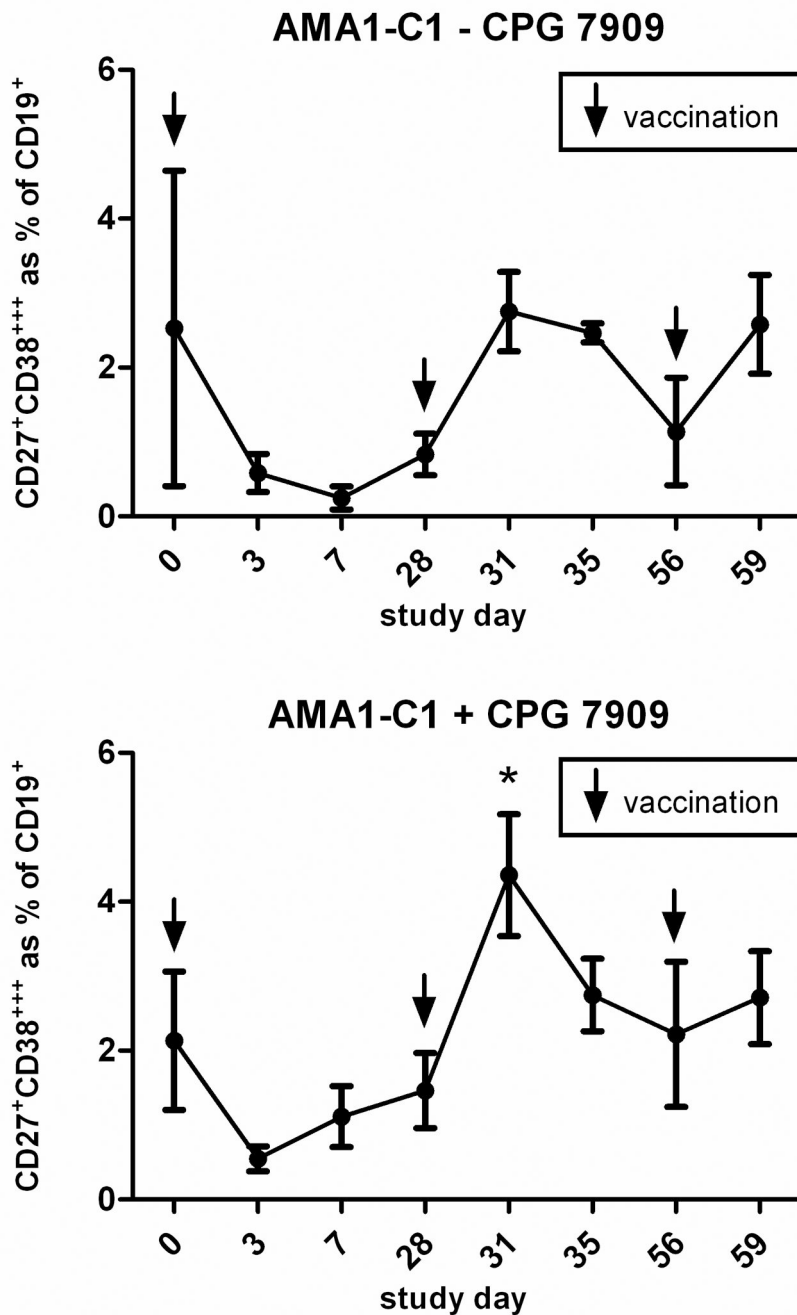 AMA1-C1 - CPG 7909
CD27⁺CD38⁺⁺⁺ as % of CD19⁺
6
4
2
0
vaccination
0 3 7 28 31 35 56 59
study day
AMA1-C1 + CPG 7909
CD27⁺CD38⁺⁺⁺ as % of CD19⁺
6
4
2
0
*
vaccination
0 3 7 28 31 35 56 59
study day